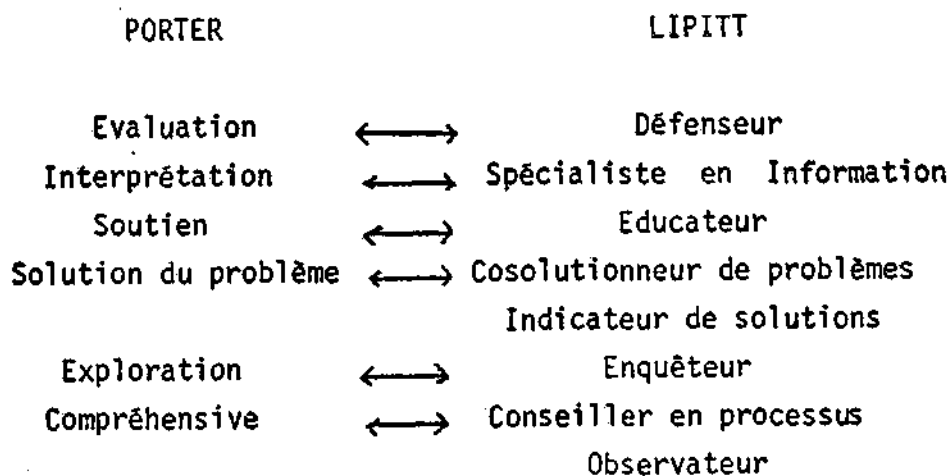 PORTER LIPITT
Evaluation ⟷ Défenseur
Interprétation ⟷ Spécialiste en Information
Soutien ⟷ Educateur
Solution du problème ⟷ Cosolutionneur de problèmes
Indicateur de solutions
Exploration ⟷ Enquêteur
Compréhensive ⟷ Conseiller en processus
Observateur